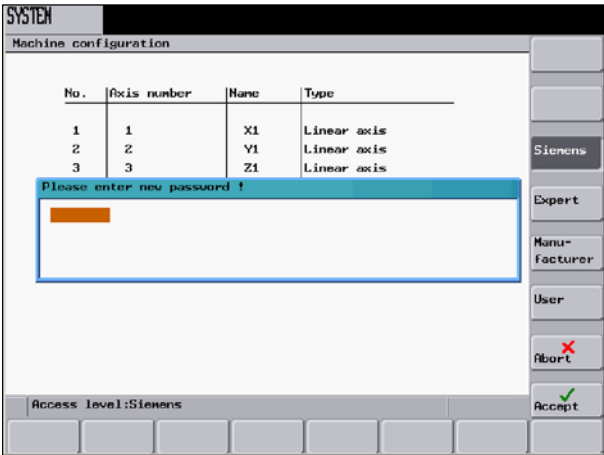 SYSTEM
Machine configuration
No. Axis number Name Type
1 1 X1 Linear axis
2 2 Y1 Linear axis
3 3 Z1 Linear axis
Please enter new password !
Siemens
Expert
Manu-
facturer
User
Abort
Accept
Access level:Siemens